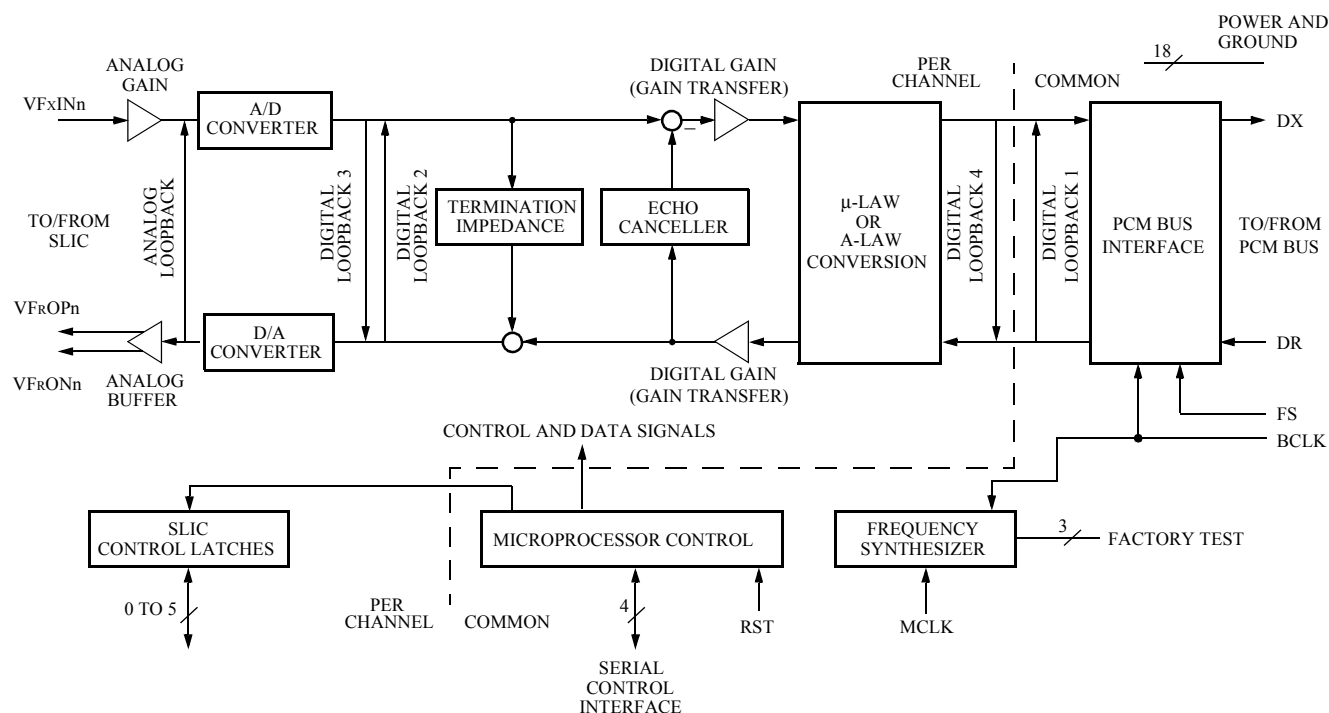 POWER AND
GROUND
18
ANALOG
GAIN
VFXINn
A/D
CONVERTER
DIGITAL GAIN
(GAIN TRANSFER)
PER
CHANNEL
COMMON
DX
TO/FROM
SLIC
ANALOG
LOOPBACK
DIGITAL
LOOPBACK 3
DIGITAL
LOOPBACK 2
TERMINATION
IMPEDANCE
ECHO
CANCELLER
–
µ-LAW
OR
A-LAW
CONVERSION
DIGITAL
LOOPBACK 4
DIGITAL
LOOPBACK 1
PCM BUS
INTERFACE
TO/FROM
PCM BUS
VFROPn
VFRONn
ANALOG
BUFFER
D/A
CONVERTER
DIGITAL GAIN
(GAIN TRANSFER)
DR
FS
BCLK
CONTROL AND DATA SIGNALS
SLIC
CONTROL LATCHES
MICROPROCESSOR CONTROL
FREQUENCY
SYNTHESIZER
3
FACTORY TEST
0 TO 5
PER
CHANNEL
COMMON
4
RST
MCLK
SERIAL
CONTROL
INTERFACE